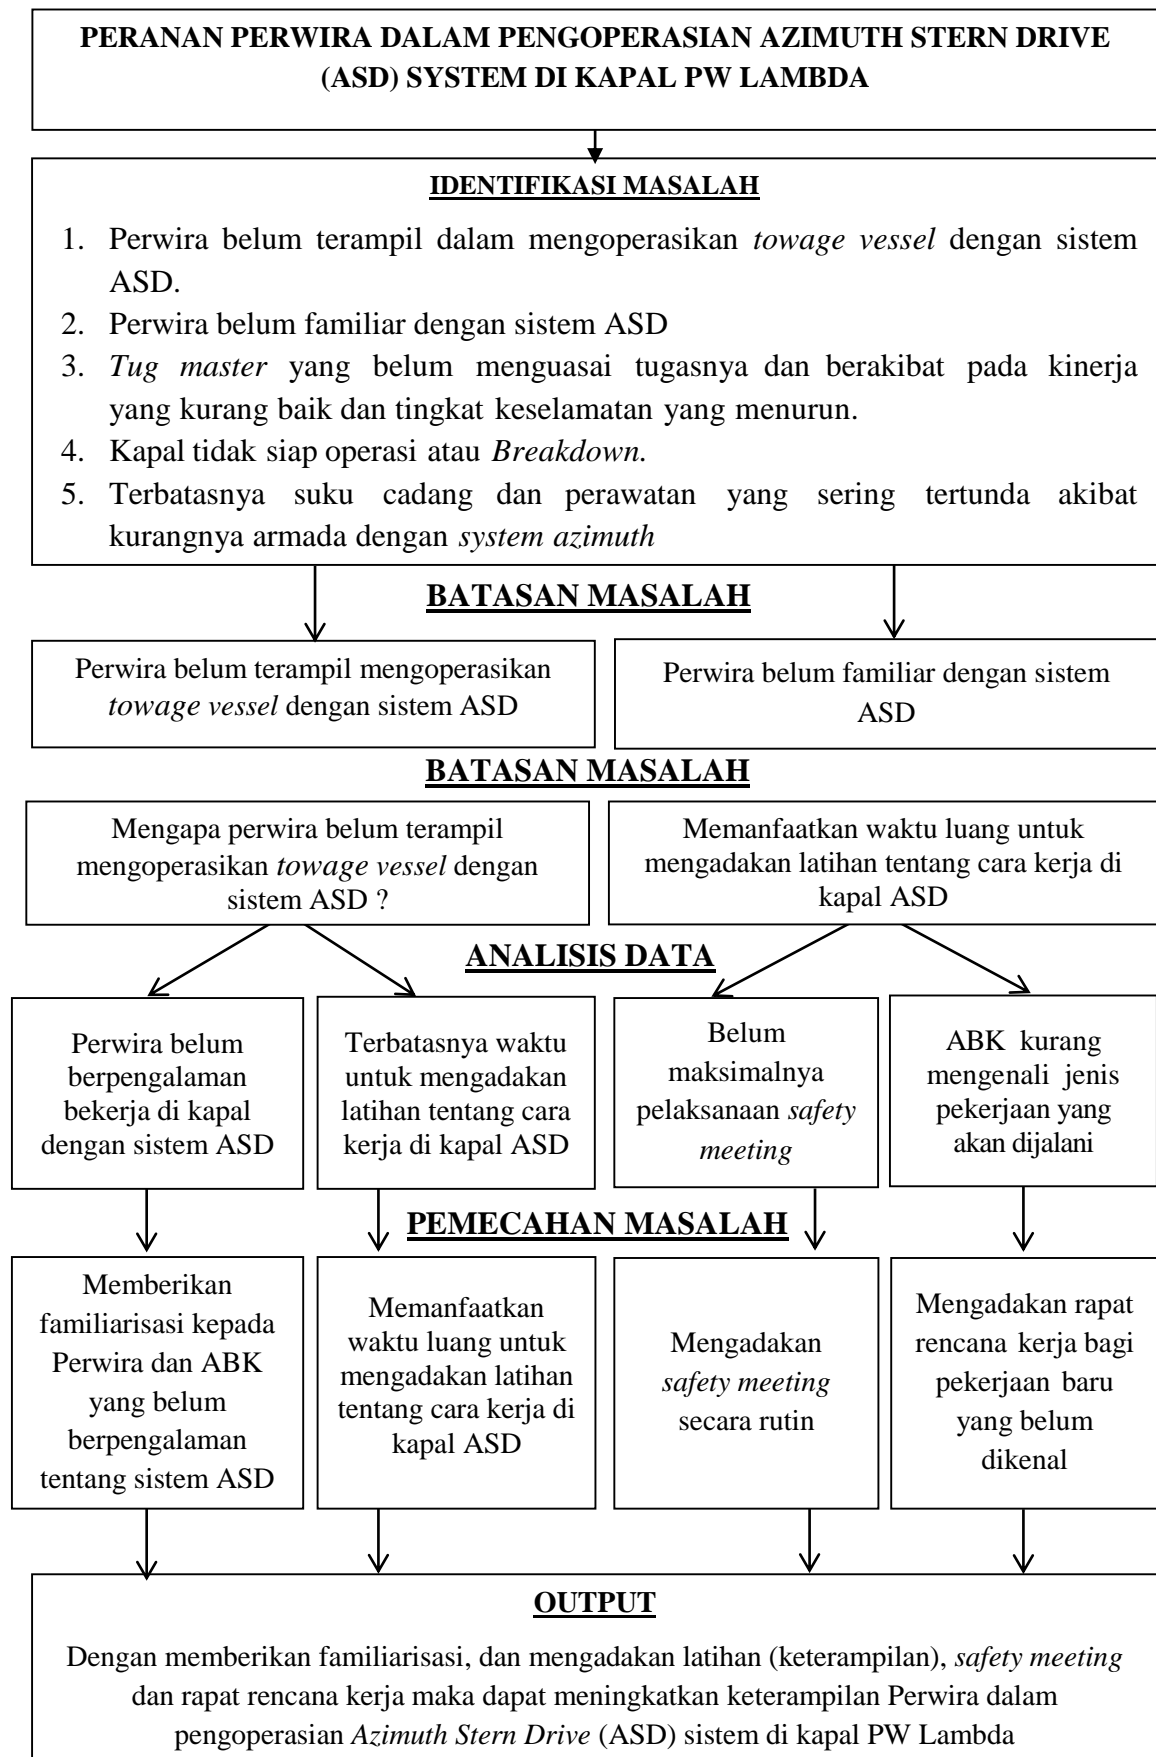 PERANAN PERWIRA DALAM PENGOPERASIAN AZIMUTH STERN DRIVE
(ASD) SYSTEM DI KAPAL PW LAMBDA
IDENTIFIKASI MASALAH
1. Perwira belum terampil dalam mengoperasikan towage vessel dengan sistem
ASD.
2. Perwira belum familiar dengan sistem ASD
3. Tug master yang belum menguasai tugasnya dan berakibat pada kinerja
yang kurang baik dan tingkat keselamatan yang menurun.
4. Kapal tidak siap operasi atau Breakdown.
5. Terbatasnya suku cadang dan perawatan yang sering tertunda akibat
kurangnya armada dengan system azimuth
BATASAN MASALAH
Perwira belum terampil mengoperasikan
towage vessel dengan sistem ASD
Perwira belum familiar dengan sistem
ASD
BATASAN MASALAH
Mengapa perwira belum terampil
mengoperasikan towage vessel dengan
sistem ASD ?
Memanfaatkan waktu luang untuk
mengadakan latihan tentang cara kerja di
kapal ASD
ANALISIS DATA
Perwira belum
berpengalaman
bekerja di kapal
dengan sistem ASD
Terbatasnya waktu
untuk mengadakan
latihan tentang cara
kerja di kapal ASD
Belum
maksimalnya
pelaksanaan safety
meeting
ABK kurang
mengenali jenis
pekerjaan yang
akan dijalani
PEMECAHAN MASALAH
Memberikan
familiarisasi kepada
Perwira dan ABK
yang belum
berpengalaman
tentang sistem ASD
Memanfaatkan
waktu luang untuk
mengadakan latihan
tentang cara kerja di
kapal ASD
Mengadakan
safety meeting
secara rutin
Mengadakan rapat
rencana kerja bagi
pekerjaan baru
yang belum
dikenal
OUTPUT
Dengan memberikan familiarisasi, dan mengadakan latihan (keterampilan), safety meeting
dan rapat rencana kerja maka dapat meningkatkan keterampilan Perwira dalam
pengoperasian Azimuth Stern Drive (ASD) sistem di kapal PW Lambda